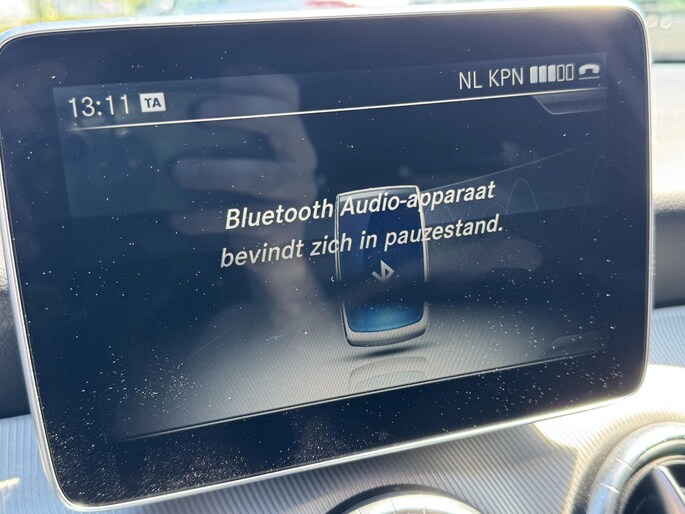 NL KPN
13:11 TA
Bluetooth Audio-apparaat
bevindt zich in pauzestand.